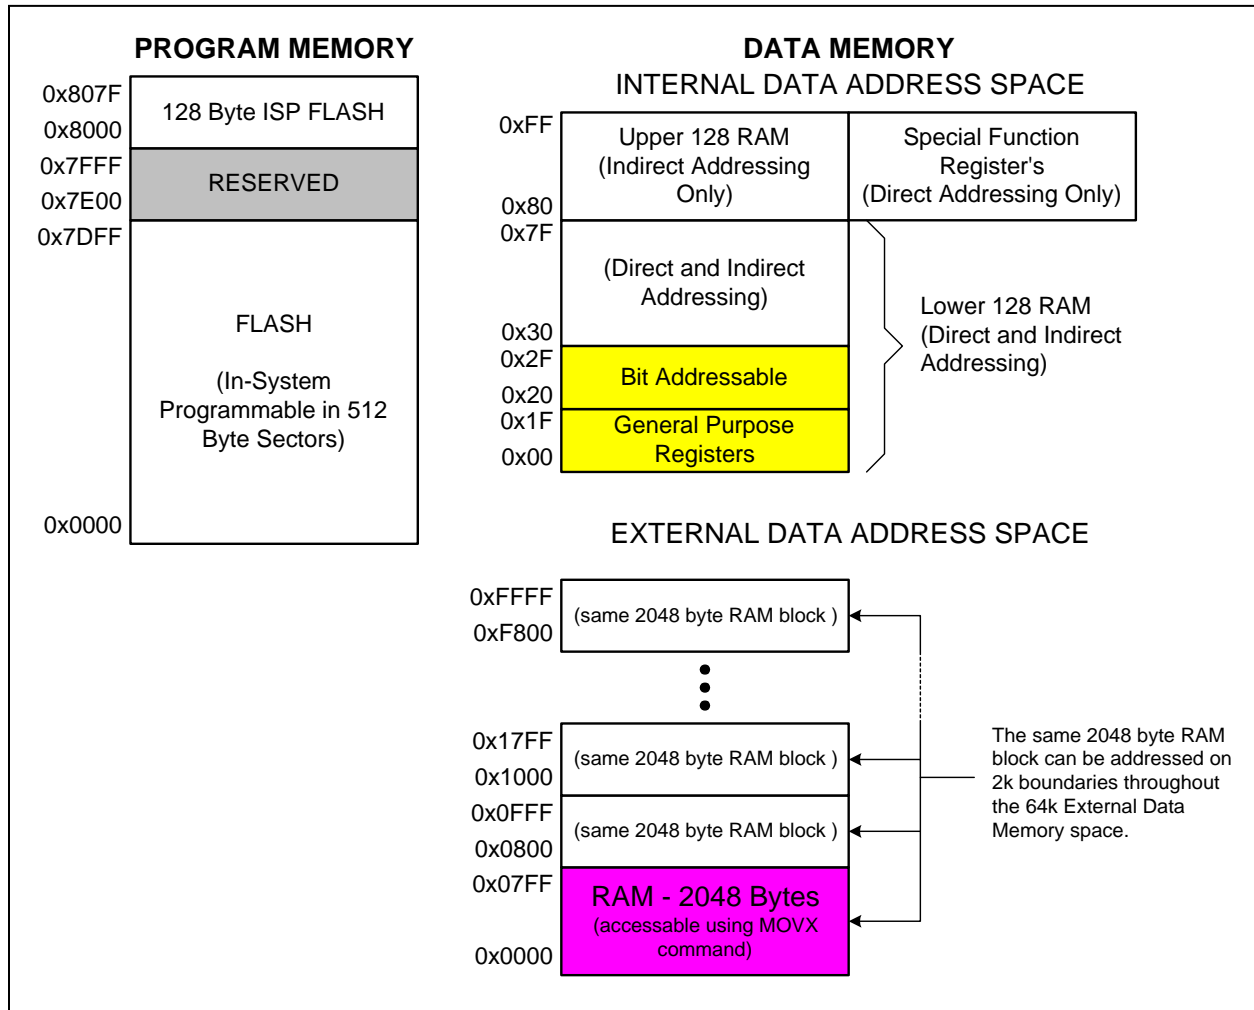 PROGRAM MEMORY
0x807F
0x8000
128 Byte ISP FLASH
0x7FFF
0x7E00
RESERVED
0x7DFF
FLASH
(In-System
Programmable in 512
Byte Sectors)
0x0000
DATA MEMORY
INTERNAL DATA ADDRESS SPACE
0xFF
Upper 128 RAM
(Indirect Addressing
Only)
0x80
Special Function
Register's
(Direct Addressing Only)
0x7F
(Direct and Indirect
Addressing)
0x30
Lower 128 RAM
(Direct and Indirect
Addressing)
0x2F
Bit Addressable
0x20
0x1F
General Purpose
Registers
0x00
EXTERNAL DATA ADDRESS SPACE
0xFFFF
(same 2048 byte RAM block )
0xF800
0x17FF
(same 2048 byte RAM block )
0x1000
0x0FFF
(same 2048 byte RAM block )
0x0800
0x07FF
RAM - 2048 Bytes
(accessable using MOVX
command)
0x0000
The same 2048 byte RAM
block can be addressed on
2k boundaries throughout
the 64k External Data
Memory space.